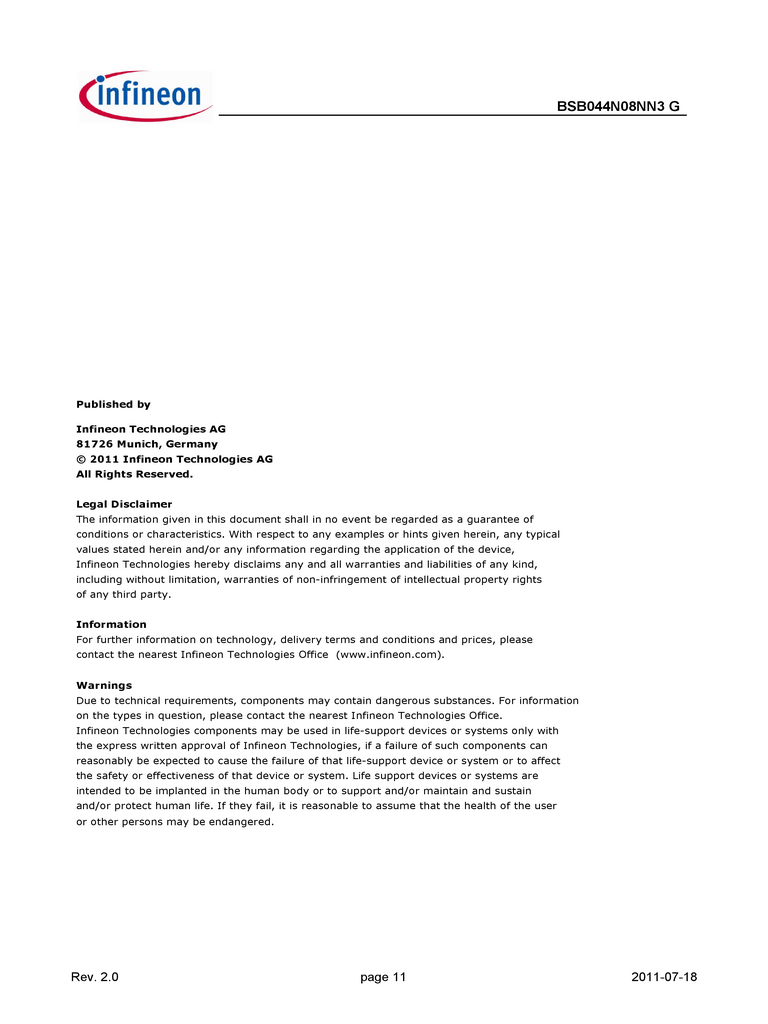 infineon
BSB044N08NN3 G
Published by
Infineon Technologies AG
81726 Munich, Germany
© 2011 Infineon Technologies AG
All Rights Reserved.
Legal Disclaimer
The information given in this document shall in no event be regarded as a guarantee of
conditions or characteristics. With respect to any examples or hints given herein, any typical
values stated herein and/or any information regarding the application of the device,
Infineon Technologies hereby disclaims any and all warranties and liabilities of any kind,
including without limitation, warranties of non-infringement of intellectual property rights
of any third party.
Information
For further information on technology, delivery terms and conditions and prices, please
contact the nearest Infineon Technologies Office  (www.infineon.com).
Warnings
Due to technical requirements, components may contain dangerous substances. For information
on the types in question, please contact the nearest Infineon Technologies Office.
Infineon Technologies components may be used in life-support devices or systems only with
the express written approval of Infineon Technologies, if a failure of such components can
reasonably be expected to cause the failure of that life-support device or system or to affect
the safety or effectiveness of that device or system. Life support devices or systems are
intended to be implanted in the human body or to support and/or maintain and sustain
and/or protect human life. If they fail, it is reasonable to assume that the health of the user
or other persons may be endangered.
Rev. 2.0
page 11
2011-07-18